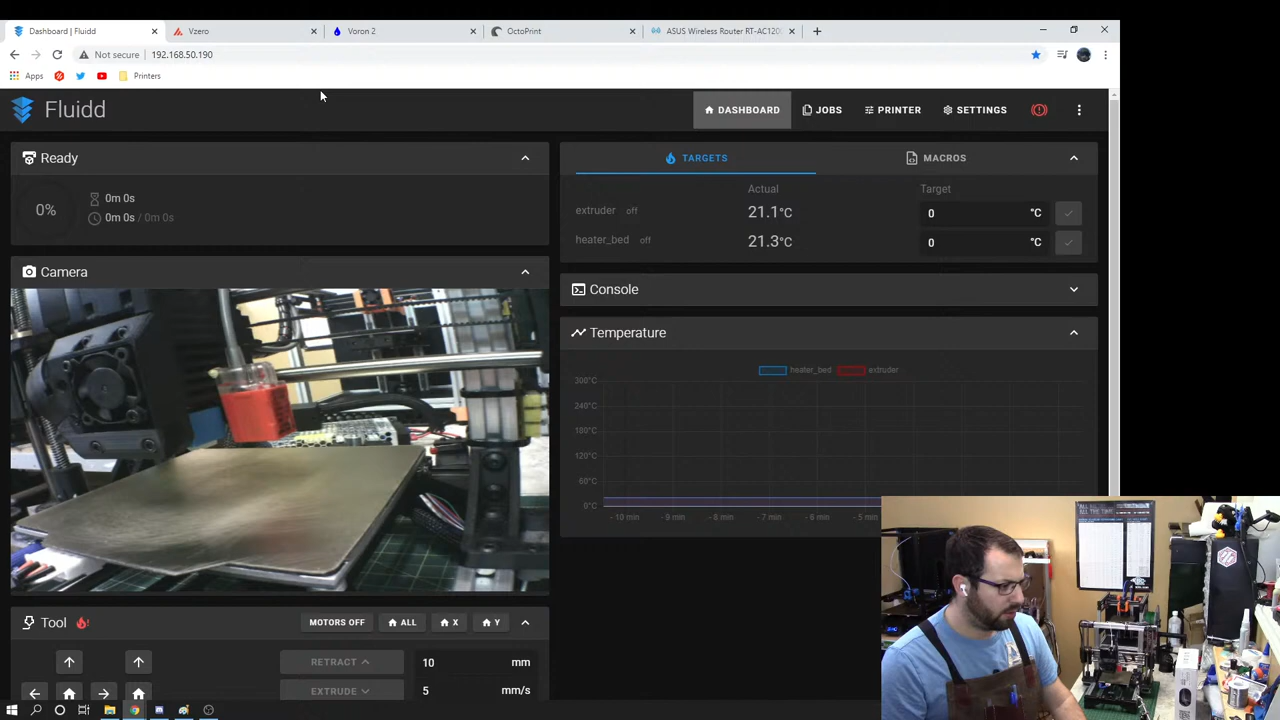 Dashboard | Fluidd
Vzero
Voron 2
OctoPrint
ASUS Wireless Router RT-AC120
Not secure 192.168.50.190
Apps
Printers
Fluidd
DASHBOARD JOBS PRINTER SETTINGS
Ready
0%
0m 0s
0m 0s / 0m 0s
Camera
Tool
MOTORS OFF
ALL
X
Y
RETRACT
10 mm
EXTRUDE
5 mm/s
TARGETS MACROS
Actual Target
extruder off 21.1°C 0 °C
heater_bed off 21.3°C 0 °C
Console
Temperature
heater_bed extruder
300°C
240°C
180°C
120°C
60°C
0°C
- 10 min - 9 min - 8 min - 7 min - 6 min - 5 min
ALL THE TIME